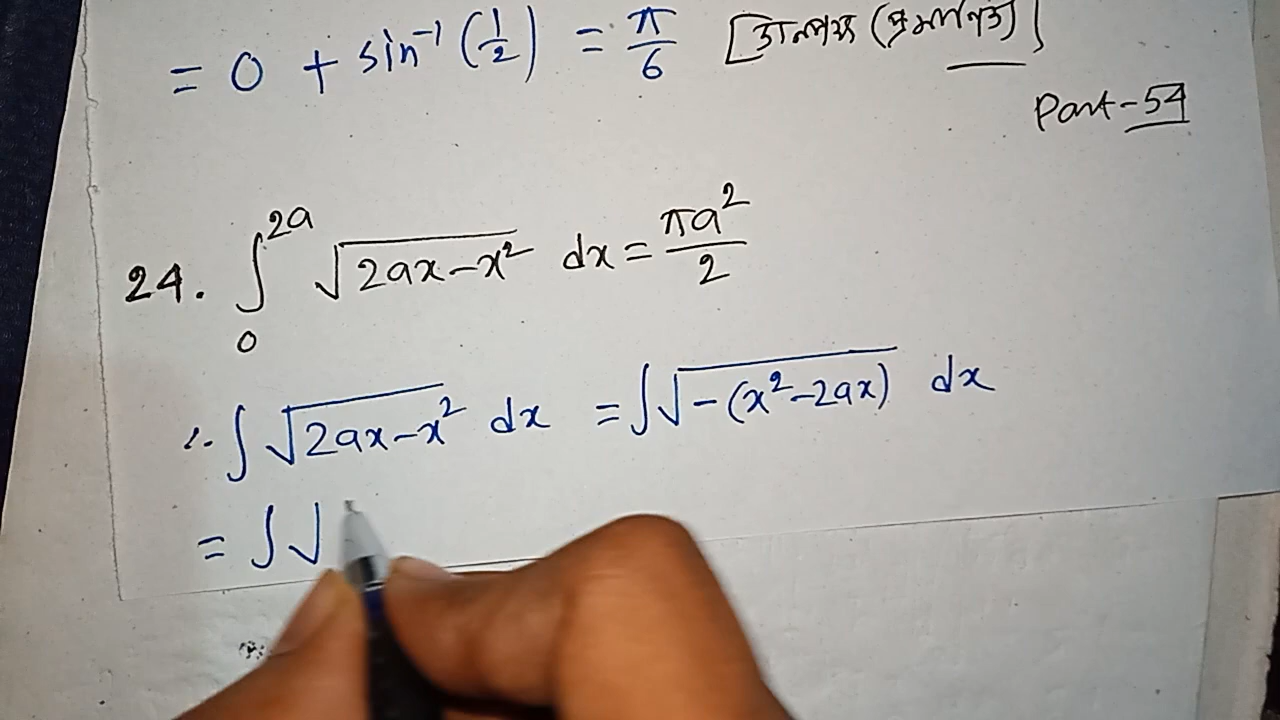 = 0 + sin⁻¹(1/2) = π/6
Part-54
24. ∫₀^2a √(2ax-x²) dx = πa²/2
∴ ∫ √(2ax-x²) dx = ∫√(-(x²-2ax)) dx
= ∫√